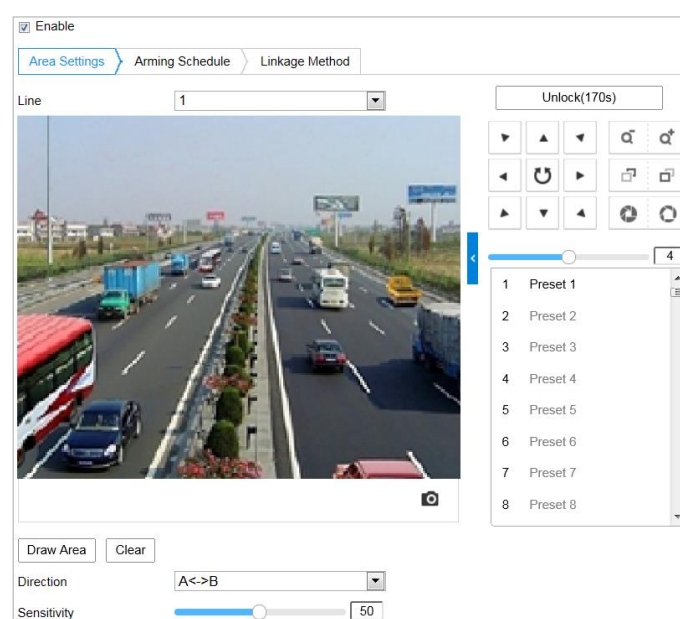 Enable
Area Settings
Arming Schedule
Linkage Method
Line
1
Unlock(170s)
4
1 Preset 1
2 Preset 2
3 Preset 3
4 Preset 4
5 Preset 5
6 Preset 6
7 Preset 7
8 Preset 8
Draw Area
Clear
Direction
A<->B
Sensitivity
50